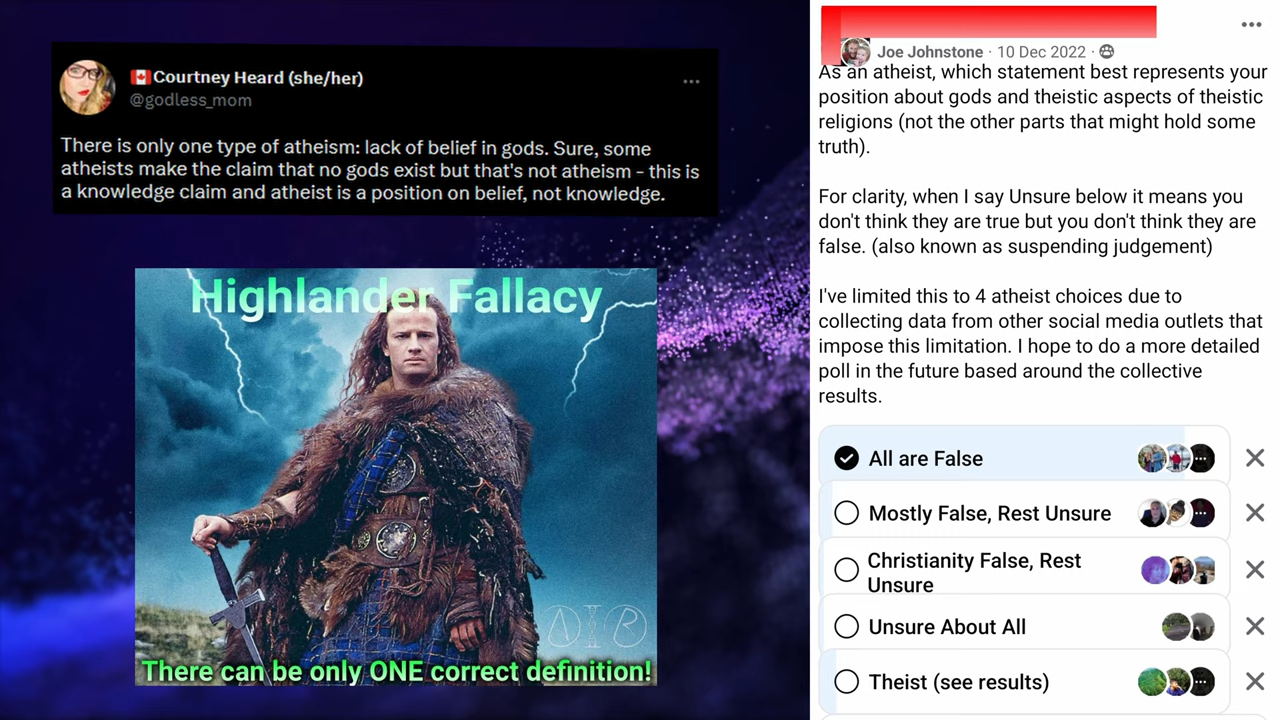 🇨🇦Courtney Heard (she/her)
@godless_mom
There is only one type of atheism: lack of belief in gods. Sure, some
atheists make the claim that no gods exist but that's not atheism - this is
a knowledge claim and atheist is a position on belief, not knowledge.
Highlander Fallacy
A R
There can be only ONE correct definition!
Joe Johnstone · 10 Dec 2022 ·
As an atheist, which statement best represents your
position about gods and theistic aspects of theistic
religions (not the other parts that might hold some
truth).
For clarity, when I say Unsure below it means you
don't think they are true but you don't think they are
false. (also known as suspending judgement)
I've limited this to 4 atheist choices due to
collecting data from other social media outlets that
impose this limitation. I hope to do a more detailed
poll in the future based around the collective
results.
All are False
Mostly False, Rest Unsure
Christianity False, Rest
Unsure
Unsure About All
Theist (see results)